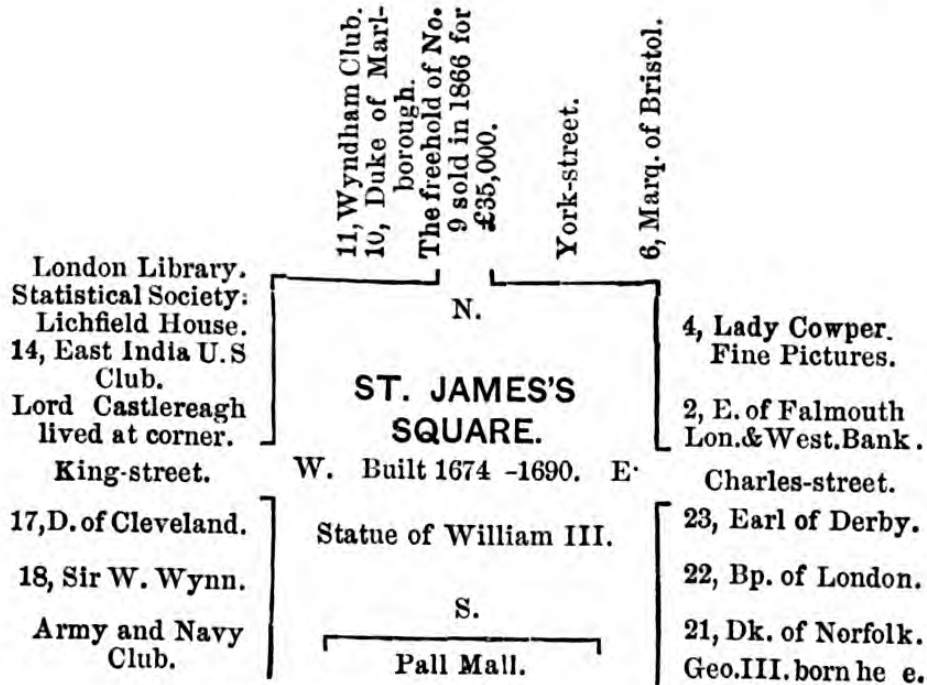 11, Wyndham Club.
10, Duke of Marl-
borough.
The freehold of No.
9 sold in 1866 for
£35,000.
York-street.
6, Marq. of Bristol.
London Library.
Statistical Society:
Lichfield House.
14, East India U.S
Club.
Lord Castlereagh
lived at corner.
King-street.
17,D. of Cleveland.
18, Sir W. Wynn.
Army and Navy
Club.
N.
ST. JAMES'S
SQUARE.
W. Built 1674 -1690. E·
Statue of William III.
S.
Pall Mall.
4, Lady Cowper.
Fine Pictures.
2, E. of Falmouth
Lon.&West.Bank.
Charles-street.
23, Earl of Derby.
22, Bp. of London.
21, Dk. of Norfolk.
Geo.III. born he e.